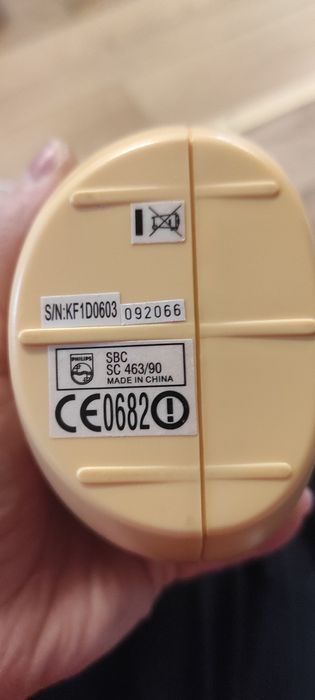 S/N:KF1D0603 092066
PHILIPS
SBC
SC 463/90
MADE IN CHINA
CE0682